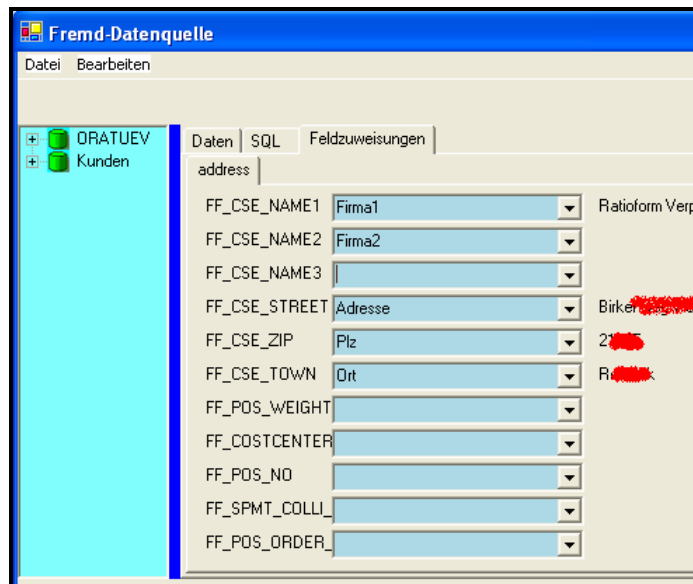 Fremd-Datenquelle
Datei Bearbeiten
ORATUEV
Kunden
Daten SQL Feldzuweisungen
address
FF_CSE_NAME1 Firma1 Ratioform Verp
FF_CSE_NAME2 Firma2
FF_CSE_NAME3
FF_CSE_STREET Adresse
FF_CSE_ZIP Plz
FF_CSE_TOWN Ort
FF_POS_WEIGHT
FF_COSTCENTER
FF_POS_NO
FF_SPMT_COLLI_
FF_POS_ORDER_